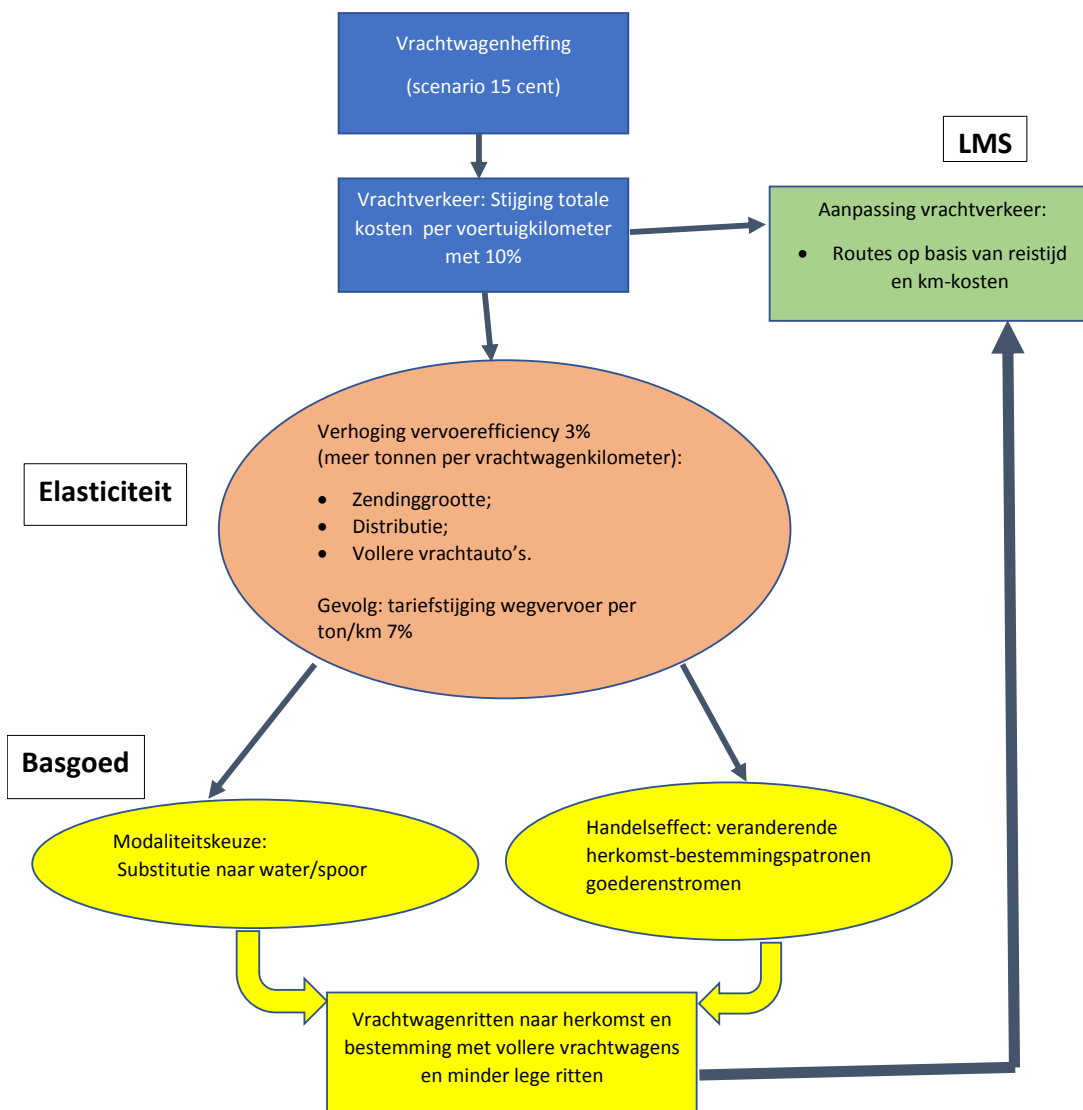 Vrachtwagenheffing
(scenario 15 cent)
LMS
Vrachtverkeer: Stijging totale
kosten per voertuigkilometer
met 10%
Aanpassing vrachtverkeer:
• Routes op basis van reistijd
en km-kosten
Elasticiteit
Verhoging vervoerefficiency 3%
(meer tonnen per vrachtwagenkilometer):
• Zendinggrootte;
• Distributie;
• Vollere vrachtauto's.
Gevolg: tariefstijging wegvervoer per
ton/km 7%
Basgoed
Modaliteitskeuze:
Substitutie naar water/spoor
Handelseffect: veranderende
herkomst-bestemmingspatronen
goederenstromen
Vrachtwagenritten naar herkomst en
bestemming met vollere vrachtwagens
en minder lege ritten